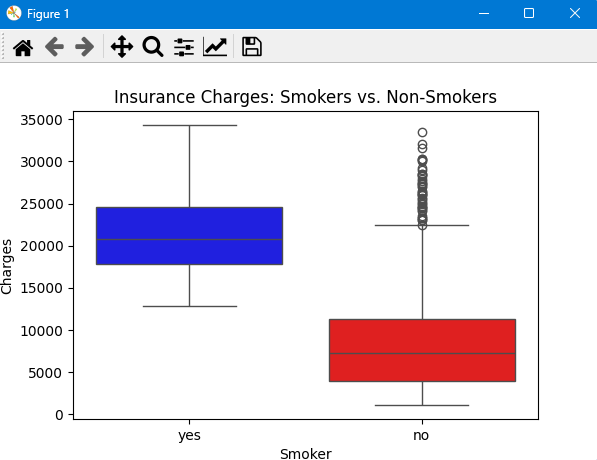 Figure 1
Insurance Charges: Smokers vs. Non-Smokers
35000
30000
25000
20000
15000
10000
5000
0
Charges
yes
no
Smoker